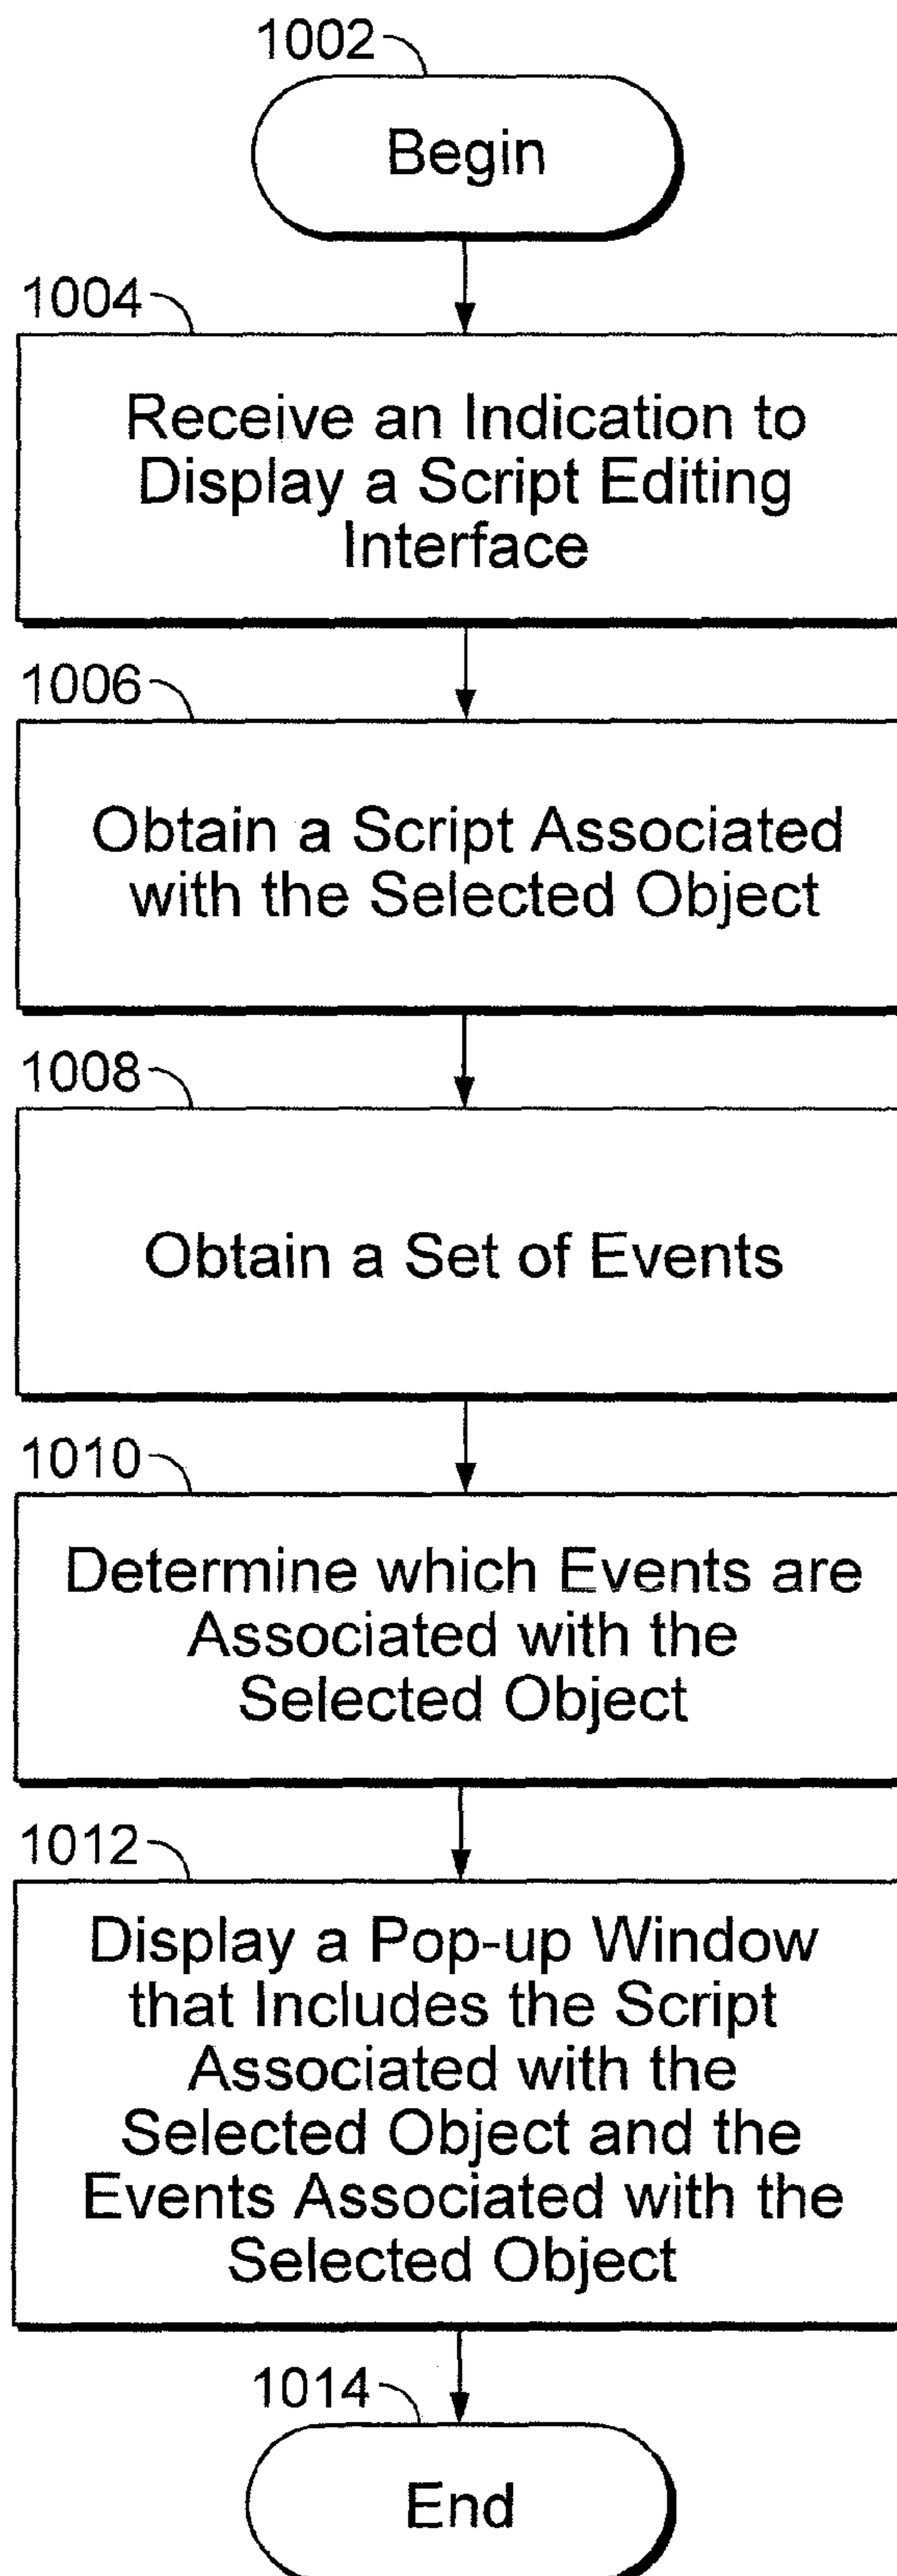 1002
Begin
1004
Receive an Indication to
Display a Script Editing
Interface
1006
Obtain a Script Associated
with the Selected Object
1008
Obtain a Set of Events
1010
Determine which Events are
Associated with the
Selected Object
1012
Display a Pop-up Window
that Includes the Script
Associated with the
Selected Object and the
Events Associated with the
Selected Object
1014
End